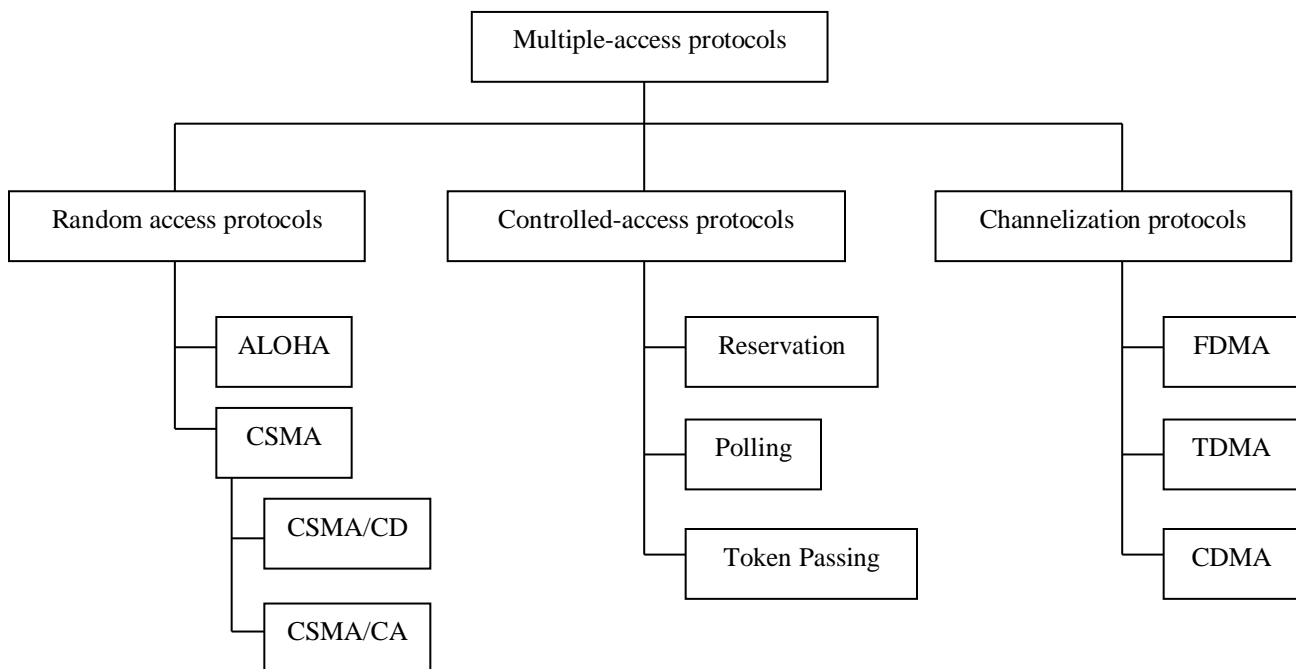 Multiple-access protocols
Random access protocols
Controlled-access protocols
Channelization protocols
ALOHA
Reservation
FDMA
CSMA
Polling
TDMA
CSMA/CD
Token Passing
CDMA
CSMA/CA